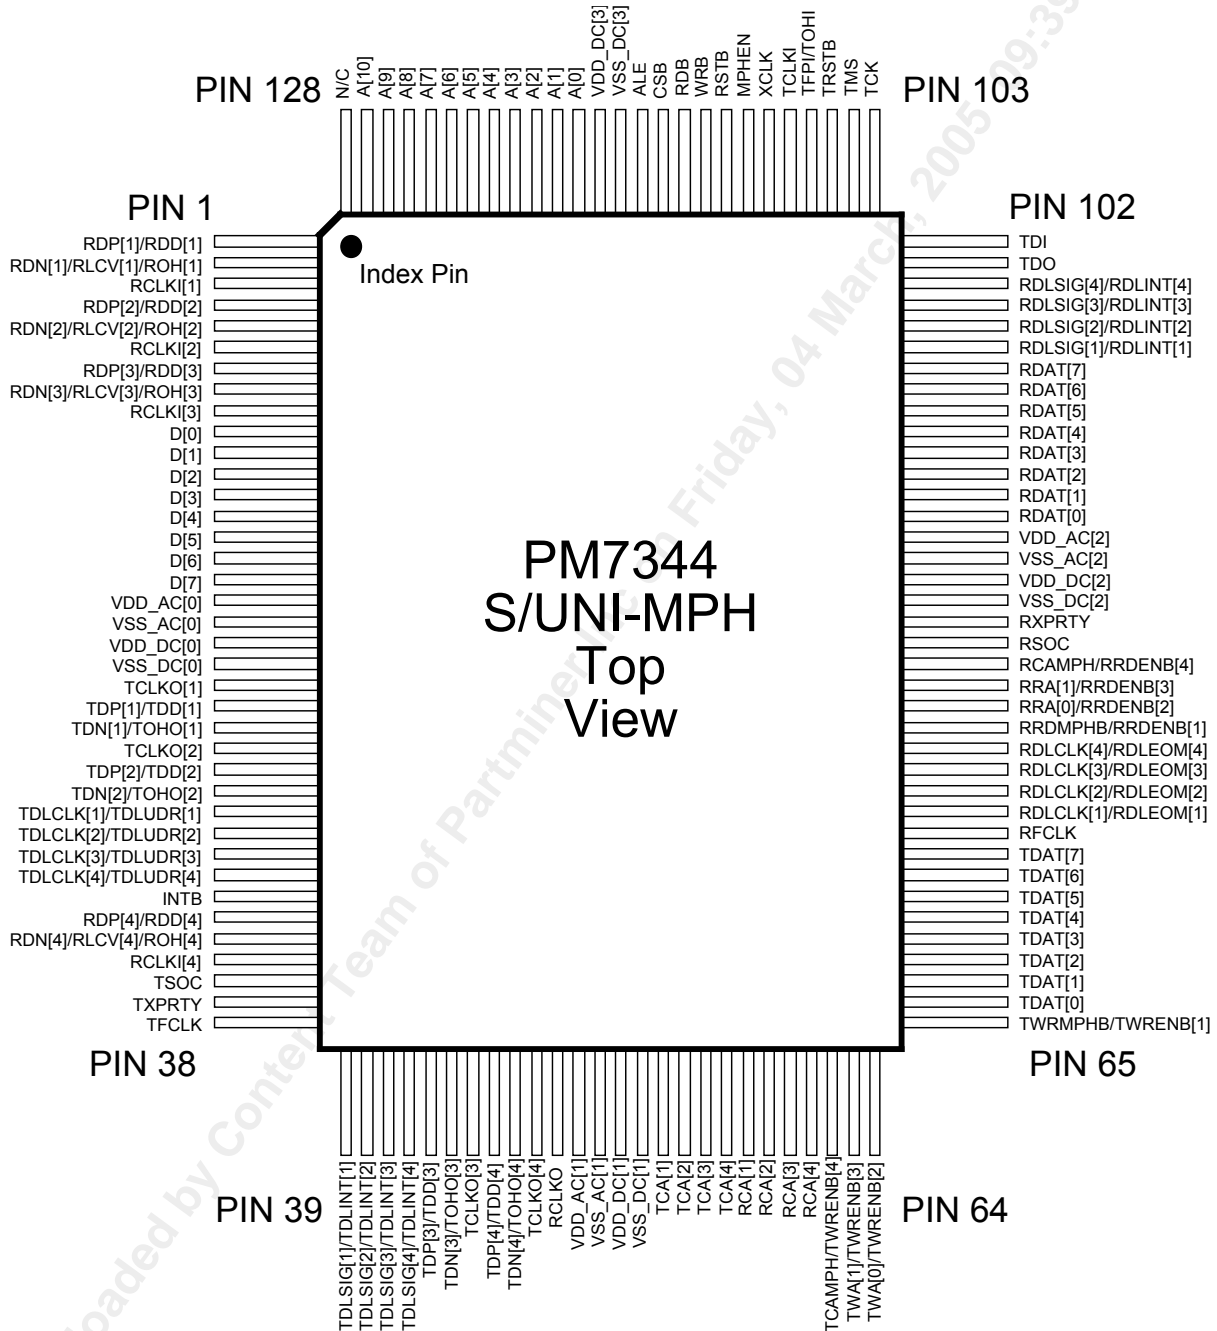 PIN 128
N/C
A[10]
A[9]
A[8]
A[7]
A[6]
A[5]
A[4]
A[3]
A[2]
A[1]
A[0]
VDD_DC[3]
VSS_DC[3]
ALE
CSB
RDB
WRB
RSTB
MPHEN
XCLK
TCLKI
TFPI/TOHI
TRSTB
TMS
TCK
PIN 103
PIN 1
RDP[1]/RDD[1]
RDN[1]/RLCV[1]/ROH[1]
RCLKI[1]
RDP[2]/RDD[2]
RDN[2]/RLCV[2]/ROH[2]
RCLKI[2]
RDP[3]/RDD[3]
RDN[3]/RLCV[3]/ROH[3]
RCLKI[3]
D[0]
D[1]
D[2]
D[3]
D[4]
D[5]
D[6]
D[7]
VDD_AC[0]
VSS_AC[0]
VDD_DC[0]
VSS_DC[0]
TCLKO[1]
TDP[1]/TDD[1]
TDN[1]/TOHO[1]
TCLKO[2]
TDP[2]/TDD[2]
TDN[2]/TOHO[2]
TDLCLK[1]/TDLUDR[1]
TDLCLK[2]/TDLUDR[2]
TDLCLK[3]/TDLUDR[3]
TDLCLK[4]/TDLUDR[4]
INTB
RDP[4]/RDD[4]
RDN[4]/RLCV[4]/ROH[4]
RCLKI[4]
TSOC
TXPRTY
TFCLK
PIN 38
Index Pin
PM7344
S/UNI-MPH
Top
View
PIN 102
TDI
TDO
RDLSIG[4]/RDLINT[4]
RDLSIG[3]/RDLINT[3]
RDLSIG[2]/RDLINT[2]
RDLSIG[1]/RDLINT[1]
RDAT[7]
RDAT[6]
RDAT[5]
RDAT[4]
RDAT[3]
RDAT[2]
RDAT[1]
RDAT[0]
VDD_AC[2]
VSS_AC[2]
VDD_DC[2]
VSS_DC[2]
RXPRTY
RSOC
RCAMPH/RRDENB[4]
RRA[1]/RRDENB[3]
RRA[0]/RRDENB[2]
RRDMPHB/RRDENB[1]
RDLCLK[4]/RDLEOM[4]
RDLCLK[3]/RDLEOM[3]
RDLCLK[2]/RDLEOM[2]
RDLCLK[1]/RDLEOM[1]
RFCLK
TDAT[7]
TDAT[6]
TDAT[5]
TDAT[4]
TDAT[3]
TDAT[2]
TDAT[1]
TDAT[0]
TWRMPHB/TWRENB[1]
PIN 65
PIN 39
TDLSIG[1]/TDLINT[1]
TDLSIG[2]/TDLINT[2]
TDLSIG[3]/TDLINT[3]
TDLSIG[4]/TDLINT[4]
TDP[3]/TDD[3]
TDN[3]/TOHO[3]
TCLKO[3]
TDP[4]/TDD[4]
TDN[4]/TOHO[4]
TCLKO[4]
RCLKO
VDD_AC[1]
VSS_AC[1]
VDD_DC[1]
VSS_DC[1]
TCA[1]
TCA[2]
TCA[3]
TCA[4]
RCA[1]
RCA[2]
RCA[3]
RCA[4]
TCAMPH/TWRENB[4]
TWA[1]/TWRENB[3]
TWA[0]/TWRENB[2]
PIN 64
by Content Team of Partminer Inc on Friday, 04 March, 2005